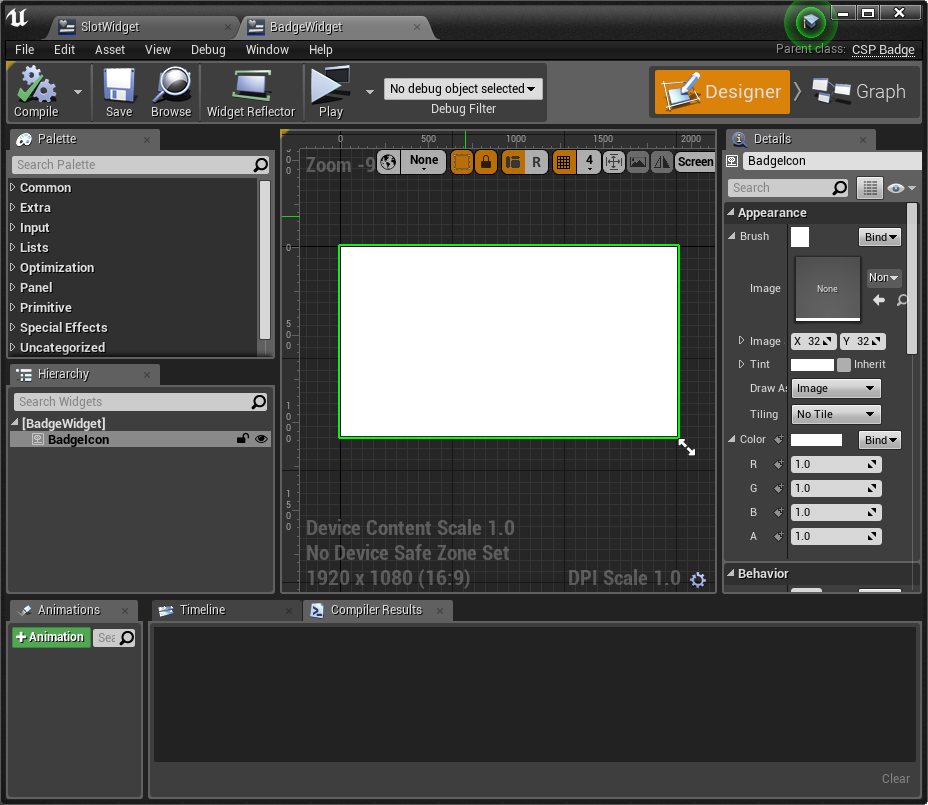 SlotWidget
BadgeWidget
File Edit Asset View Debug Window Help
Parent class: CSP Badge
Compile
Save
Browse
Widget Reflector
Play
No debug object selected
Debug Filter
Designer
Graph
Palette
Search Palette
Common
Extra
Input
Lists
Optimization
Panel
Primitive
Special Effects
Uncategorized
Hierarchy
Search Widgets
[BadgeWidget]
BadgeIcon
0 500 1000 1500 2000
Zoom -9
None
R
4
Screen
0
0
500
1000
1500
Device Content Scale 1.0
No Device Safe Zone Set
1920 x 1080 (16:9)
DPI Scale 1.0
Details
BadgeIcon
Search
Appearance
Brush
Bind
Image
None
Non
Image X 32 Y 32
Tint Inherit
Draw As Image
Tiling No Tile
Color Bind
R 1.0
G 1.0
B 1.0
A 1.0
Behavior
Animations
+Animation
Sea
Timeline
Compiler Results
Clear